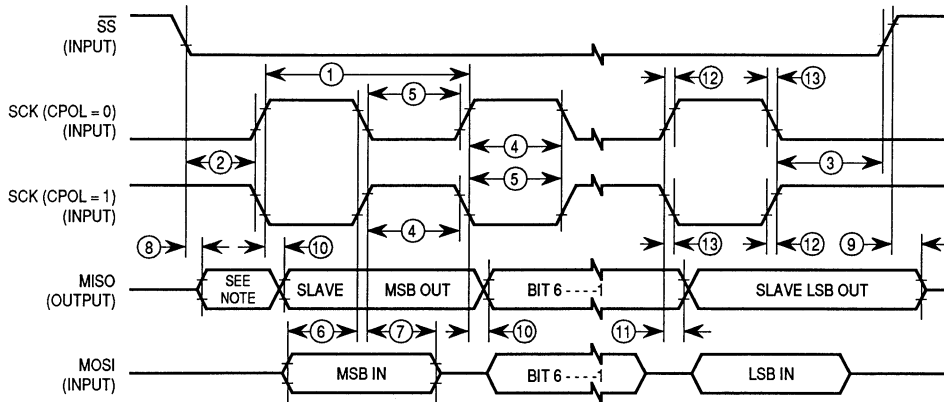 SS
(INPUT)
1
12
13
5
SCK (CPOL = 0)
(INPUT)
4
2
3
5
SCK (CPOL = 1)
(INPUT)
4
8
10
13
12
9
MISO
(OUTPUT)
SEE
NOTE
SLAVE
MSB OUT
BIT 6 - - - - 1
SLAVE LSB OUT
6
7
10
11
MOSI
(INPUT)
MSB IN
BIT 6 - - - - 1
LSB IN